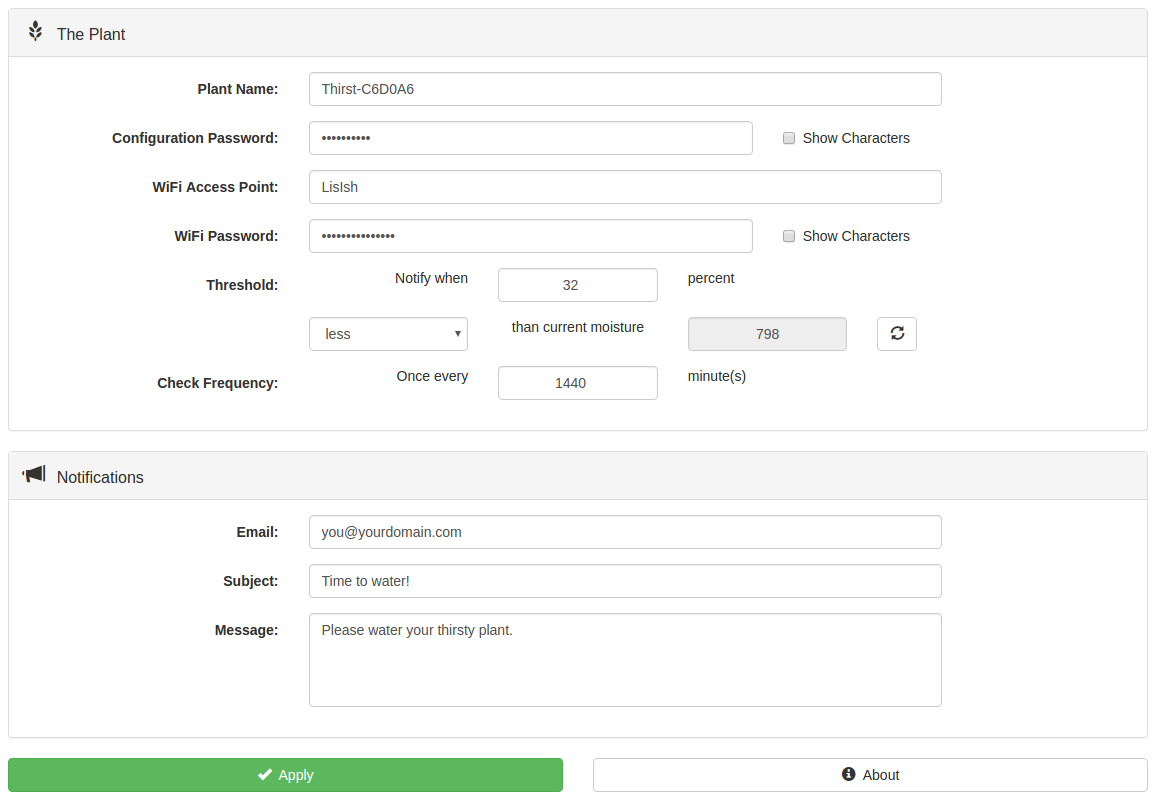 The Plant
Plant Name: Thirst-C6D0A6
Configuration Password: •••••••••• Show Characters
WiFi Access Point: LisIsh
WiFi Password: ••••••••••••••• Show Characters
Threshold: Notify when 32 percent
less than current moisture 798
Check Frequency: Once every 1440 minute(s)
Notifications
Email: you@yourdomain.com
Subject: Time to water!
Message: Please water your thirsty plant.
Apply About